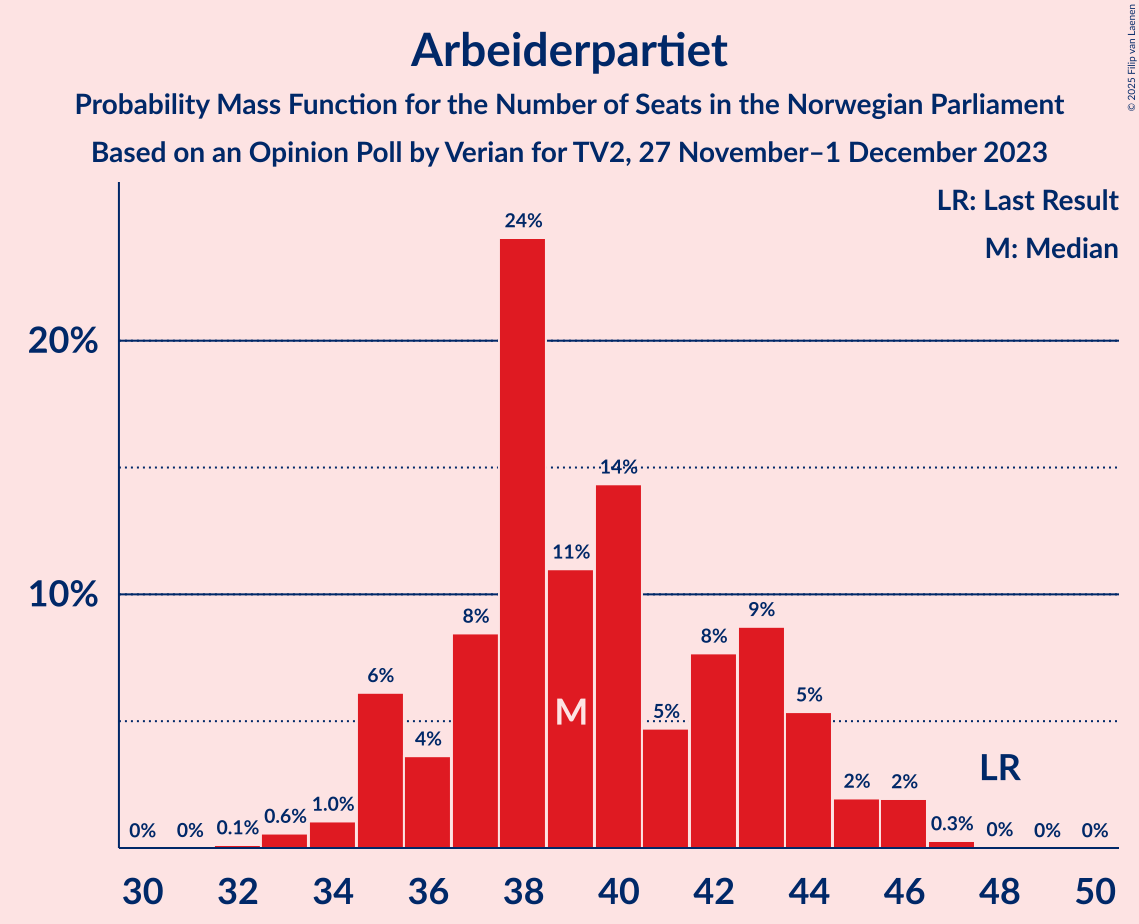 Arbeiderpartiet
Probability Mass Function for the Number of Seats in the Norwegian Parliament
Based on an Opinion Poll by Verian for TV2, 27 November–1 December 2023
© 2025 Filip van Laenen
LR: Last Result
M: Median
20%
10%
0%
0%
0.1%
0.6%
1.0%
6%
4%
8%
24%
11%
14%
5%
8%
9%
5%
2%
2%
0.3%
0%
0%
0%
M
LR
30 32 34 36 38 40 42 44 46 48 50